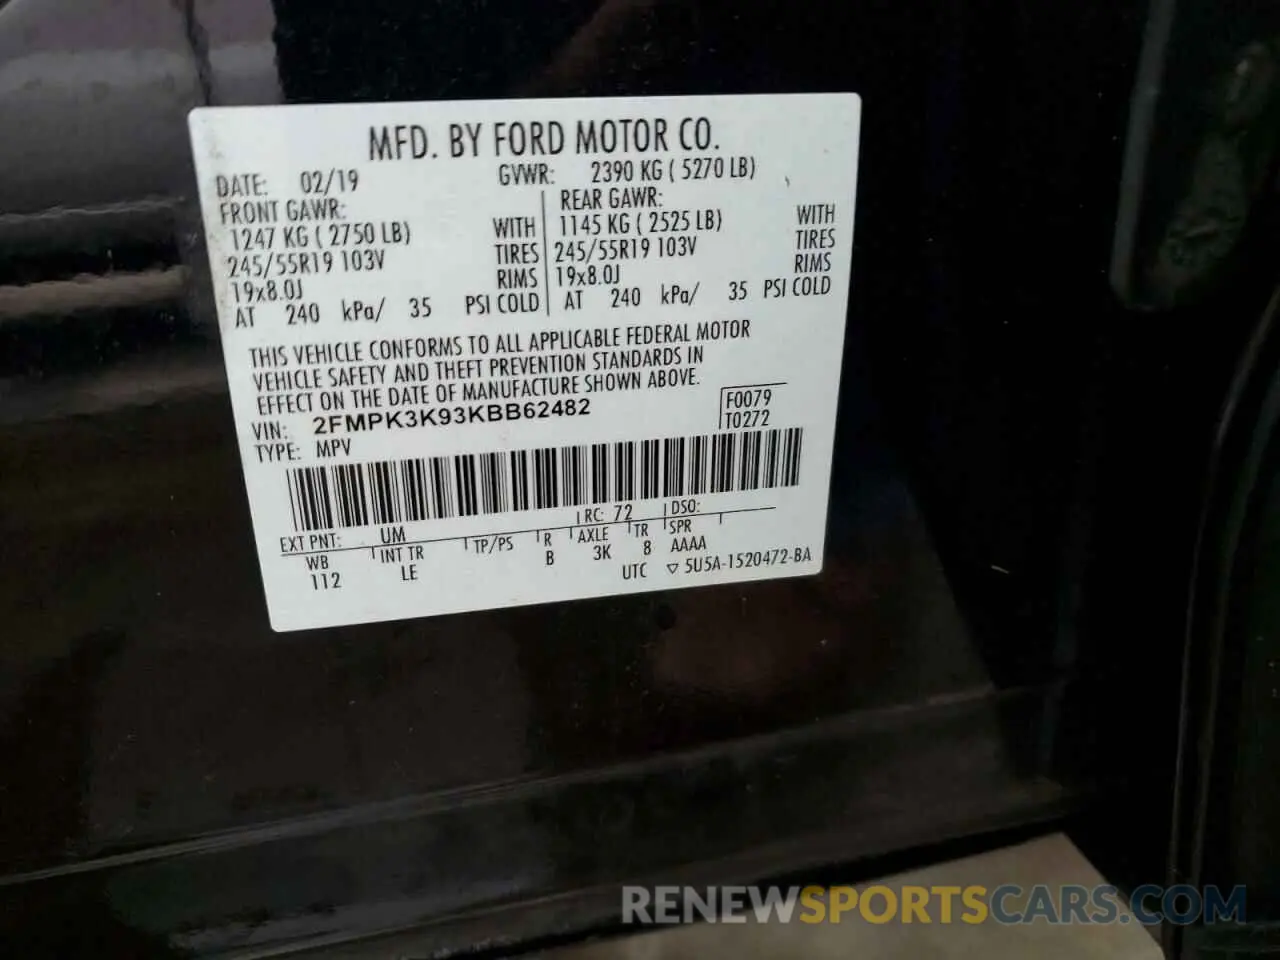 MFD. BY FORD MOTOR CO.
DATE: 02/19 GVWR: 2390 KG ( 5270 LB)
FRONT GAWR: REAR GAWR:
1247 KG ( 2750 LB) WITH 1145 KG ( 2525 LB) WITH
245/55R19 103V TIRES 245/55R19 103V TIRES
19x8.0J RIMS 19x8.0J RIMS
AT 240 kPa/ 35 PSI COLD AT 240 kPa/ 35 PSI COLD
THIS VEHICLE CONFORMS TO ALL APPLICABLE FEDERAL MOTOR
VEHICLE SAFETY AND THEFT PREVENTION STANDARDS IN
EFFECT ON THE DATE OF MANUFACTURE SHOWN ABOVE.
VIN: 2FMPK3K93KBB62482 F0079
TYPE: MPV T0272
EXT PNT: UM RC: 72 DSO:
WB INT TR TP/PS R AXLE TR SPR
112 LE B 3K 8 AAAA
UTC ▽ 5U5A-1520472-BA
RENEWSPORTSCARS.COM